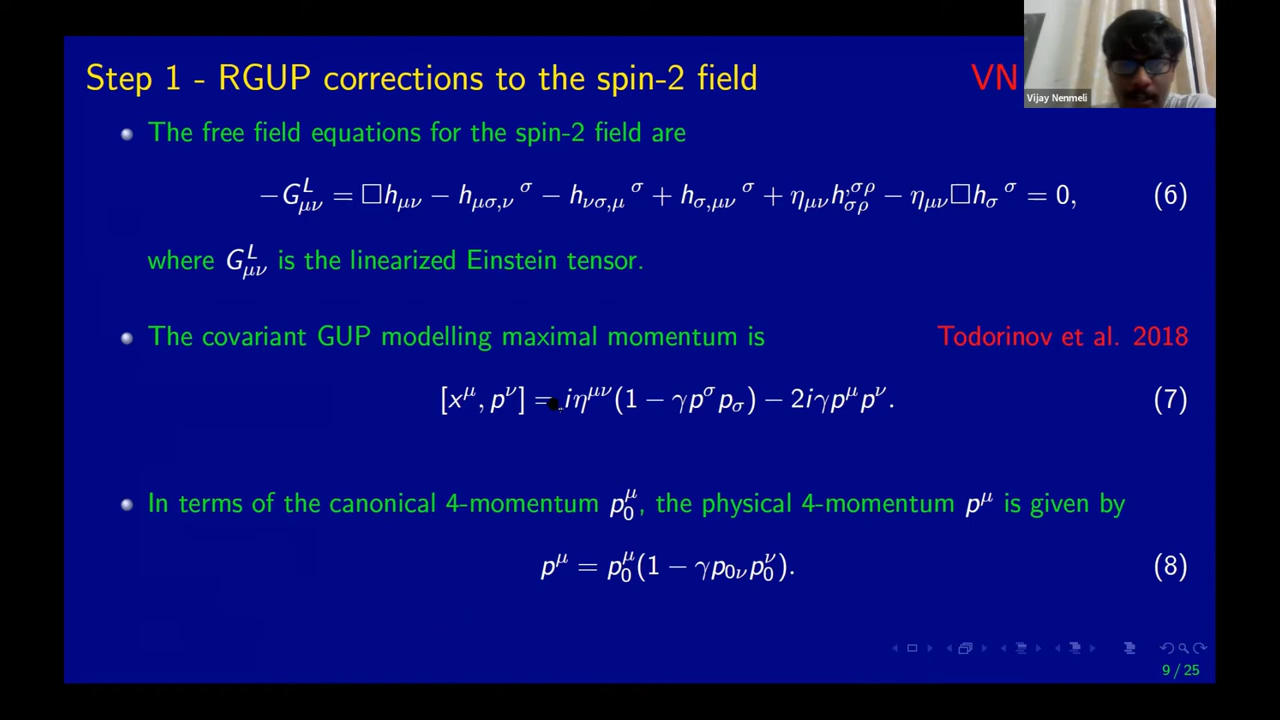 Step 1 - RGUP corrections to the spin-2 field
VN
Vijay Nenmeli
The free field equations for the spin-2 field are
−G^L_{μν} = □h_{μν} − h_{μσ,ν}{}^σ − h_{νσ,μ}{}^σ + h_{σ,μν}{}^σ + η_{μν}h^{,σρ}_{σρ} − η_{μν}□h_σ{}^σ = 0, (6)
where G^L_{μν} is the linearized Einstein tensor.
The covariant GUP modelling maximal momentum is Todorinov et al. 2018
[x^μ, p^ν] = iη^{μν}(1 − γp^σp_σ) − 2iγp^μp^ν. (7)
In terms of the canonical 4-momentum p_0^μ, the physical 4-momentum p^μ is given by
p^μ = p_0^μ(1 − γp_{0ν}p_0^ν). (8)
9 / 25